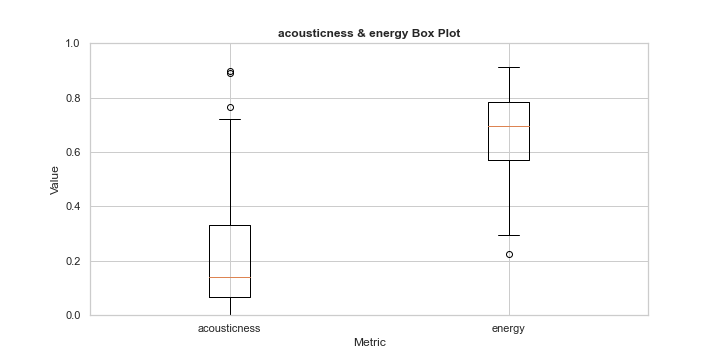 acousticness & energy Box Plot
1.0
0.8
0.6
0.4
0.2
0.0
Value
acousticness energy
Metric